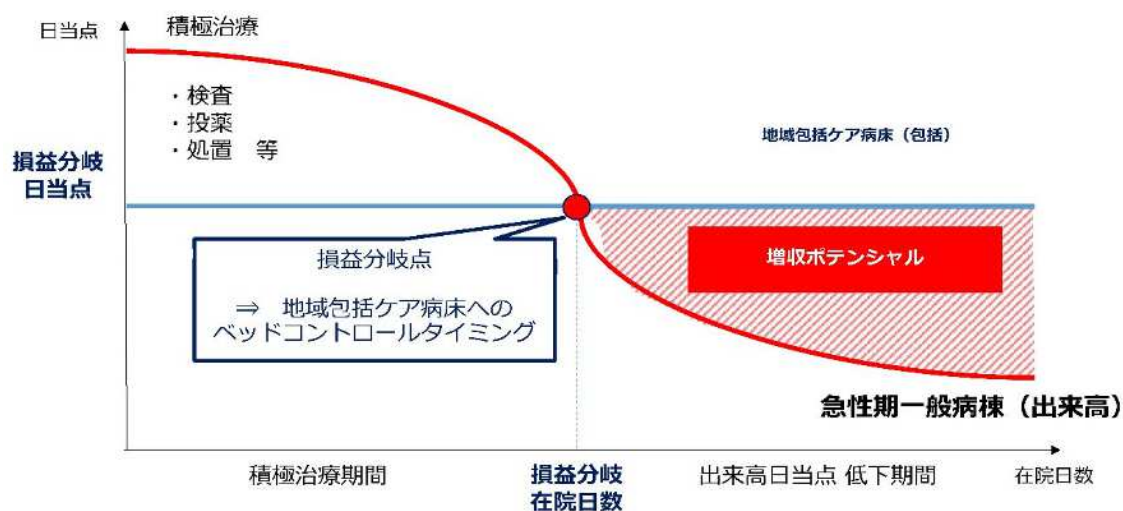 日当点
積極治療
・検査
・投薬
・処置 等
地域包括ケア病床（包括）
損益分岐
日当点
損益分岐点
⇒ 地域包括ケア病床への
ベッドコントロールタイミング
増収ポテンシャル
急性期一般病棟（出来高）
積極治療期間
損益分岐
在院日数
出来高日当点 低下期間
在院日数